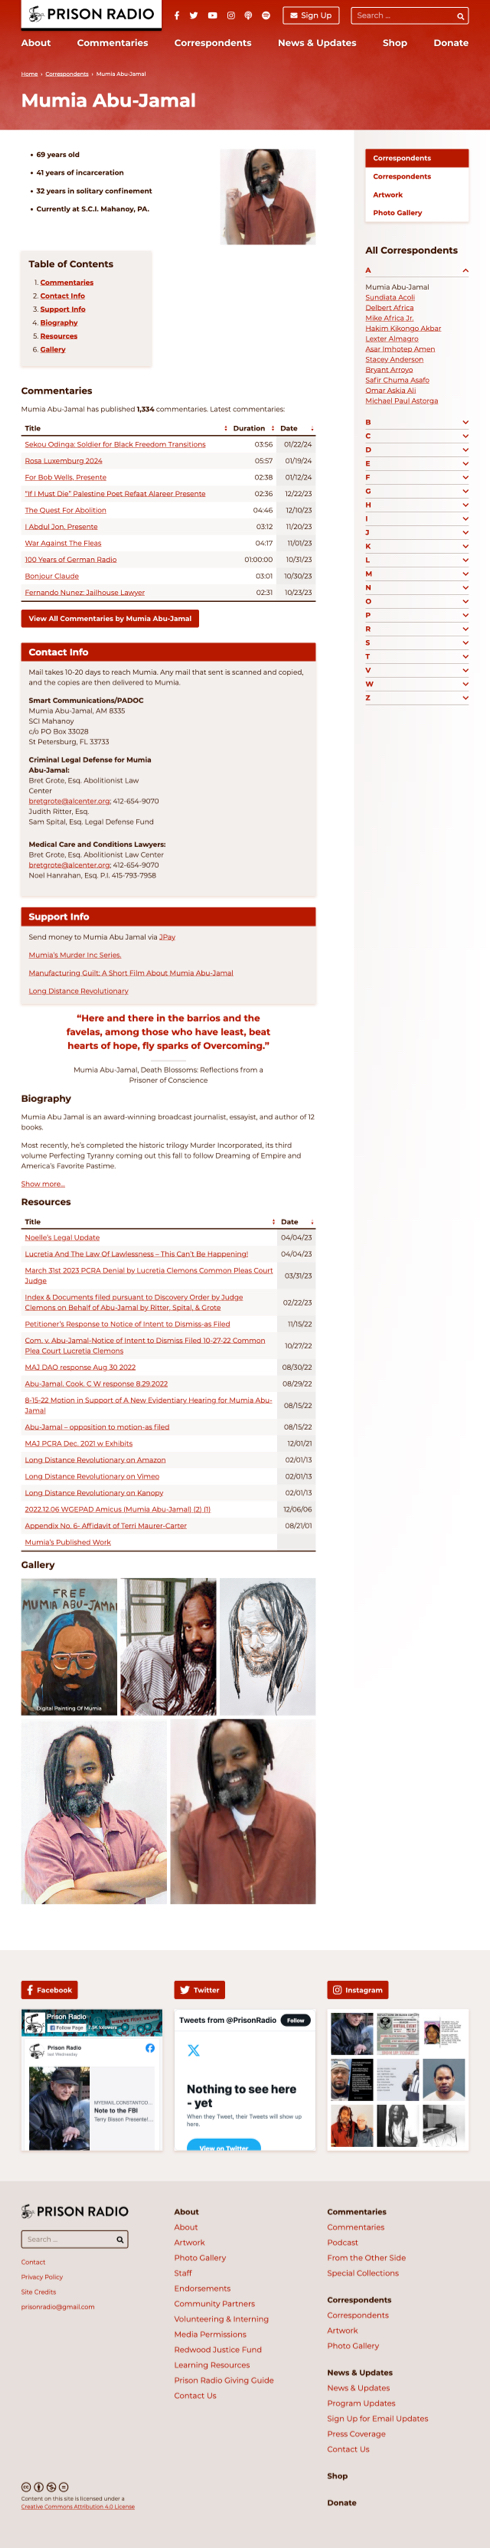 PRISON RADIO
Sign Up
Search ...
About Commentaries Correspondents News & Updates Shop Donate
Home › Correspondents › Mumia Abu-Jamal
Mumia Abu-Jamal
• 69 years old
• 41 years of incarceration
• 32 years in solitary confinement
• Currently at S.C.I. Mahanoy, PA.
Table of Contents
1. Commentaries
2. Contact Info
3. Support Info
4. Biography
5. Resources
6. Gallery
Commentaries
Mumia Abu-Jamal has published 1,334 commentaries. Latest commentaries:
Title Duration Date
Sekou Odinga: Soldier for Black Freedom Transitions 03:56 01/22/24
Rosa Luxemburg 2024 05:57 01/19/24
For Bob Wells, Presente 02:38 01/12/24
"If I Must Die" Palestine Poet Refaat Alareer Presente 02:36 12/22/23
The Quest For Abolition 04:46 12/10/23
I Abdul Jon, Presente 03:12 11/20/23
War Against The Fleas 04:17 11/01/23
100 Years of German Radio 01:00:00 10/31/23
Bonjour Claude 03:01 10/30/23
Fernando Nunez: Jailhouse Lawyer 02:31 10/23/23
View All Commentaries by Mumia Abu-Jamal
Contact Info
Mail takes 10-20 days to reach Mumia. Any mail that sent is scanned and copied,
and the copies are then delivered to Mumia.
Smart Communications/PADOC
Mumia Abu-Jamal, AM 8335
SCI Mahanoy
c/o PO Box 33028
St Petersburg, FL 33733
Criminal Legal Defense for Mumia
Abu-Jamal:
Bret Grote, Esq. Abolitionist Law
Center
bretgrote@alcenter.org; 412-654-9070
Judith Ritter, Esq.
Sam Spital, Esq. Legal Defense Fund
Medical Care and Conditions Lawyers:
Bret Grote, Esq. Abolitionist Law Center
bretgrote@alcenter.org; 412-654-9070
Noel Hanrahan, Esq. P.I. 415-793-7958
Support Info
Send money to Mumia Abu Jamal via JPay
Mumia's Murder Inc Series.
Manufacturing Guilt: A Short Film About Mumia Abu-Jamal
Long Distance Revolutionary
"Here and there in the barrios and the
favelas, among those who have least, beat
hearts of hope, fly sparks of Overcoming."
Mumia Abu-Jamal, Death Blossoms: Reflections from a
Prisoner of Conscience
Biography
Mumia Abu Jamal is an award-winning broadcast journalist, essayist, and author of 12
books.
Most recently, he's completed the historic trilogy Murder Incorporated, its third
volume Perfecting Tyranny coming out this fall to follow Dreaming of Empire and
America's Favorite Pastime.
Show more...
Resources
Title Date
Noelle's Legal Update 04/04/23
Lucretia And The Law Of Lawlessness – This Can't Be Happening! 04/04/23
March 31st 2023 PCRA Denial by Lucretia Clemons Common Pleas Court
Judge 03/31/23
Index & Documents filed pursuant to Discovery Order by Judge
Clemons on Behalf of Abu-Jamal by Ritter, Spital, & Grote 02/22/23
Petitioner's Response to Notice of Intent to Dismiss-as Filed 11/15/22
Com. v. Abu-Jamal-Notice of Intent to Dismiss Filed 10-27-22 Common
Plea Court Lucretia Clemons 10/27/22
MAJ DAO response Aug 30 2022 08/30/22
Abu-Jamal, Cook, C W response 8.29.2022 08/29/22
8-15-22 Motion in Support of A New Evidentiary Hearing for Mumia Abu-
Jamal 08/15/22
Abu-Jamal – opposition to motion-as filed 08/15/22
MAJ PCRA Dec. 2021 w Exhibits 12/01/21
Long Distance Revolutionary on Amazon 02/01/13
Long Distance Revolutionary on Vimeo 02/01/13
Long Distance Revolutionary on Kanopy 02/01/13
2022.12.06 WGEPAD Amicus (Mumia Abu-Jamal) (2) (1) 12/06/06
Appendix No. 6- Affidavit of Terri Maurer-Carter 08/21/01
Mumia's Published Work
Gallery
FREE
MUMIA ABU-JAMAL
Digital Painting Of Mumia
Correspondents
Correspondents
Artwork
Photo Gallery
All Correspondents
A
Mumia Abu-Jamal
Sundiata Acoli
Delbert Africa
Mike Africa Jr.
Hakim Kikongo Akbar
Lexter Almagro
Asar Imhotep Amen
Stacey Anderson
Bryant Arroyo
Safir Chuma Asafo
Omar Askia Ali
Michael Paul Astorga
B
C
D
E
F
G
H
I
J
K
L
M
N
O
P
R
S
T
V
W
Z
Facebook
Prison Radio
Follow Page
Prison Radio
last Wednesday
MYEMAIL.CONSTANTCO...
Note to the FBI
Terry Bisson Presente!...
Twitter
Tweets from @PrisonRadio
Follow
Nothing to see here
- yet
When they Tweet, their Tweets will show up
here.
View on Twitter
Instagram
PRISON RADIO
Search ...
Contact
Privacy Policy
Site Credits
prisonradio@gmail.com
Content on this site is licensed under a
Creative Commons Attribution 4.0 License
About
About
Artwork
Photo Gallery
Staff
Endorsements
Community Partners
Volunteering & Interning
Media Permissions
Redwood Justice Fund
Learning Resources
Prison Radio Giving Guide
Contact Us
Commentaries
Commentaries
Podcast
From the Other Side
Special Collections
Correspondents
Correspondents
Artwork
Photo Gallery
News & Updates
News & Updates
Program Updates
Sign Up for Email Updates
Press Coverage
Contact Us
Shop
Donate